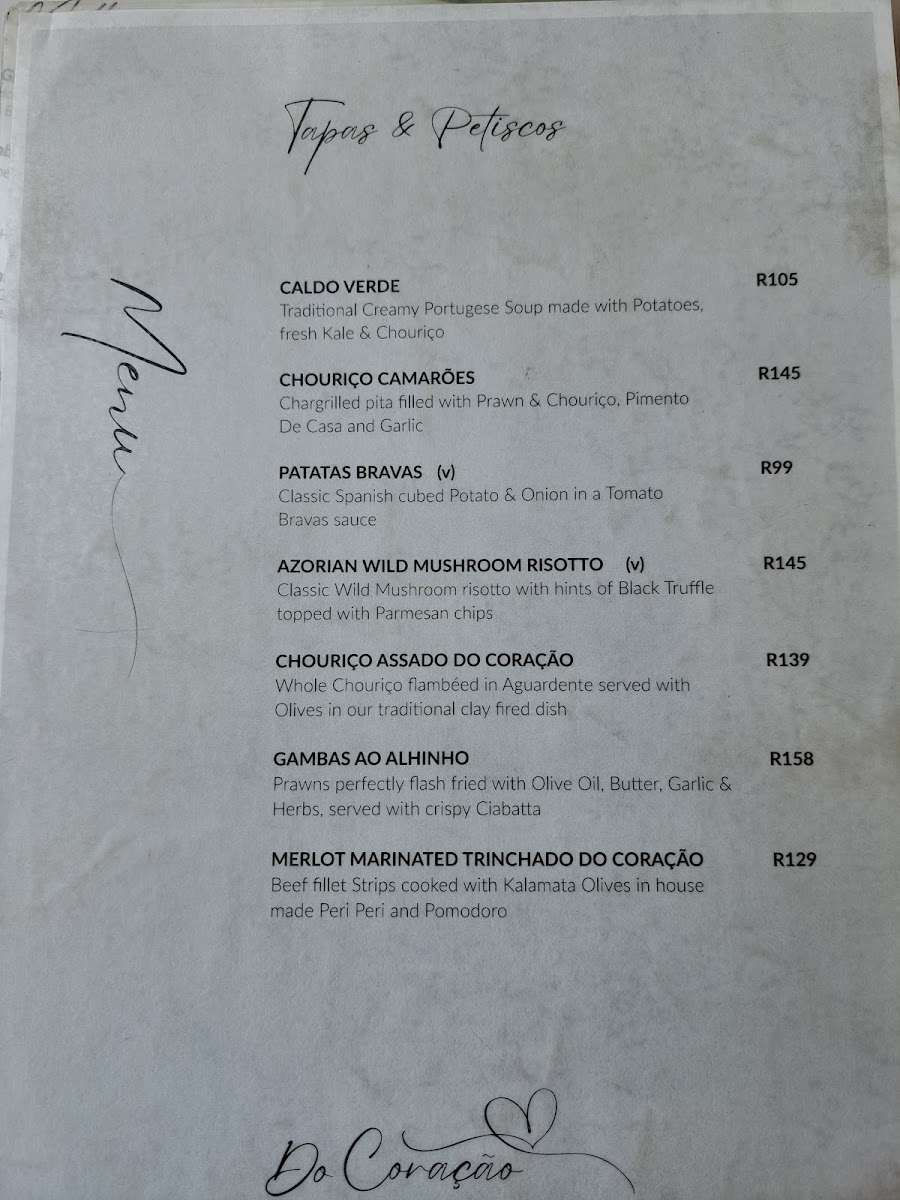 Tapas & Petiscos
Menu
CALDO VERDE R105
Traditional Creamy Portugese Soup made with Potatoes,
fresh Kale & Chouriço
CHOURIÇO CAMARÕES R145
Chargrilled pita filled with Prawn & Chouriço, Pimento
De Casa and Garlic
PATATAS BRAVAS (v) R99
Classic Spanish cubed Potato & Onion in a Tomato
Bravas sauce
AZORIAN WILD MUSHROOM RISOTTO (v) R145
Classic Wild Mushroom risotto with hints of Black Truffle
topped with Parmesan chips
CHOURIÇO ASSADO DO CORAÇÃO R139
Whole Chouriço flambéed in Aguardente served with
Olives in our traditional clay fired dish
GAMBAS AO ALHINHO R158
Prawns perfectly flash fried with Olive Oil, Butter, Garlic &
Herbs, served with crispy Ciabatta
MERLOT MARINATED TRINCHADO DO CORAÇÃO R129
Beef fillet Strips cooked with Kalamata Olives in house
made Peri Peri and Pomodoro
Do Coração